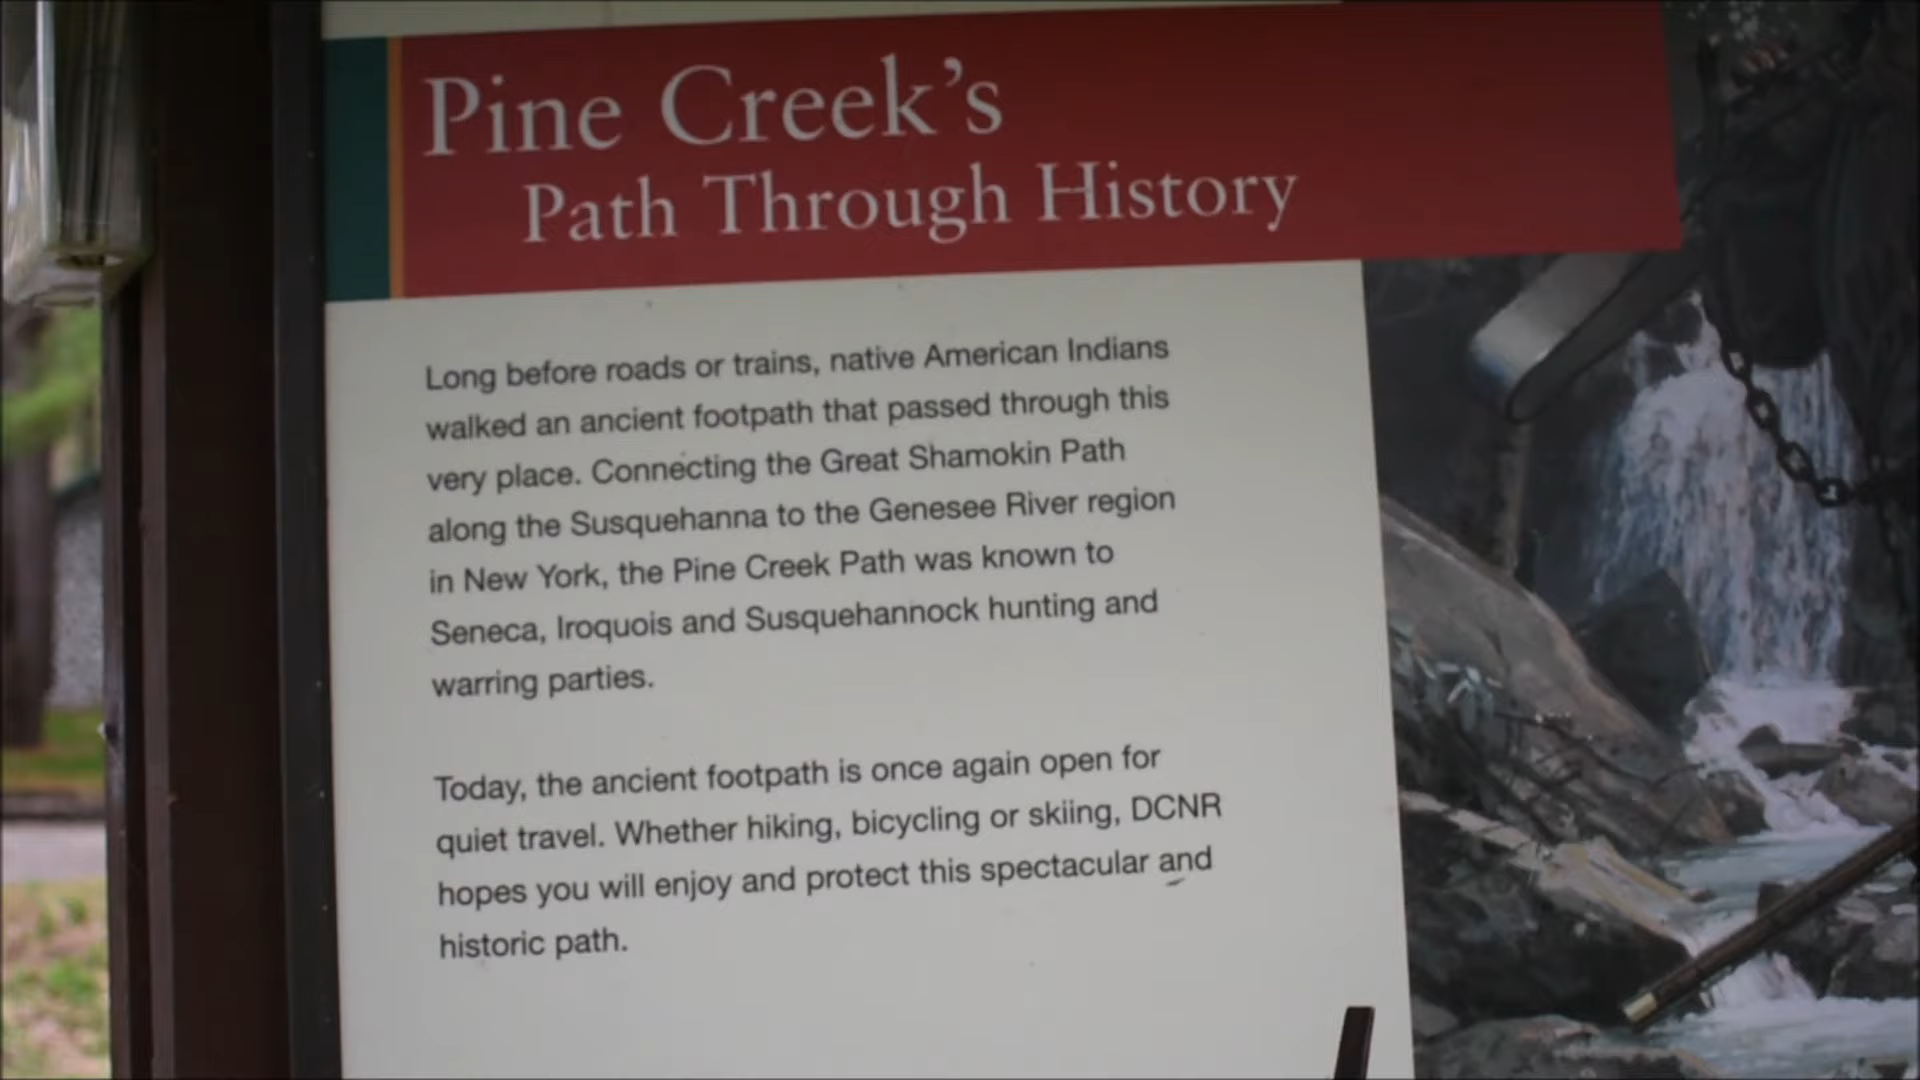 Pine Creek’s
Path Through History
Long before roads or trains, native American Indians
walked an ancient footpath that passed through this
very place. Connecting the Great Shamokin Path
along the Susquehanna to the Genesee River region
in New York, the Pine Creek Path was known to
Seneca, Iroquois and Susquehannock hunting and
warring parties.
Today, the ancient footpath is once again open for
quiet travel. Whether hiking, bicycling or skiing, DCNR
hopes you will enjoy and protect this spectacular and
historic path.